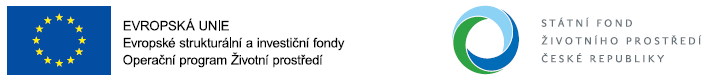 EVROPSKÁ UNIE
Evropské strukturální a investiční fondy
Operační program Životní prostředí
STÁTNÍ FOND
ŽIVOTNÍHO PROSTŘEDÍ
ČESKÉ REPUBLIKY